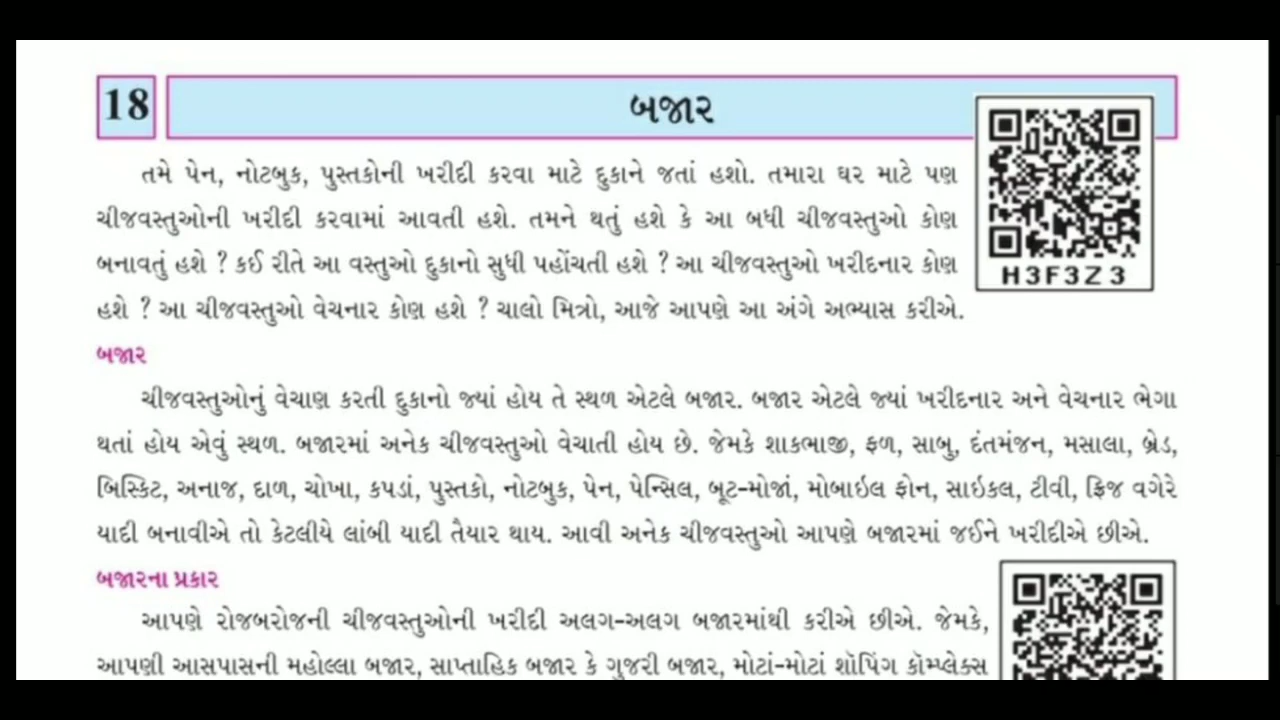 18
બજાર
તમે પેન, નોટબુક, પુસ્તકોની ખરીદી કરવા માટે દુકાને જતાં હશો. તમારા ઘર માટે પણ
ચીજવસ્તુઓની ખરીદી કરવામાં આવતી હશે. તમને થતું હશે કે આ બધી ચીજવસ્તુઓ કોણ
બનાવતું હશે ? કઈ રીતે આ વસ્તુઓ દુકાનો સુધી પહોંચતી હશે ? આ ચીજવસ્તુઓ ખરીદનાર કોણ
હશે ? આ ચીજવસ્તુઓ વેચનાર કોણ હશે ? ચાલો મિત્રો, આજે આપણે આ અંગે અભ્યાસ કરીએ.
H3F3Z3
બજાર
ચીજવસ્તુઓનું વેચાણ કરતી દુકાનો જ્યાં હોય તે સ્થળ એટલે બજાર. બજાર એટલે જ્યાં ખરીદનાર અને વેચનાર ભેગા
થતાં હોય એવું સ્થળ. બજારમાં અનેક ચીજવસ્તુઓ વેચાતી હોય છે. જેમકે શાકભાજી, ફળ, સાબુ, દંતમંજન, મસાલા, બ્રેડ,
બિસ્કિટ, અનાજ, દાળ, ચોખા, કપડાં, પુસ્તકો, નોટબુક, પેન, પેન્સિલ, બૂટ-મોજાં, મોબાઇલ ફોન, સાઇકલ, ટીવી, ફ્રિજ વગેરે
યાદી બનાવીએ તો કેટલીયે લાંબી યાદી તૈયાર થાય. આવી અનેક ચીજવસ્તુઓ આપણે બજારમાં જઈને ખરીદીએ છીએ.
બજારના પ્રકાર
આપણે રોજબરોજની ચીજવસ્તુઓની ખરીદી અલગ-અલગ બજારમાંથી કરીએ છીએ. જેમકે,
આપણી આસપાસની મહોલ્લા બજાર, સાપ્તાહિક બજાર કે ગુજરી બજાર, મોટાં-મોટાં શૉપિંગ કૉમ્પ્લેક્સ